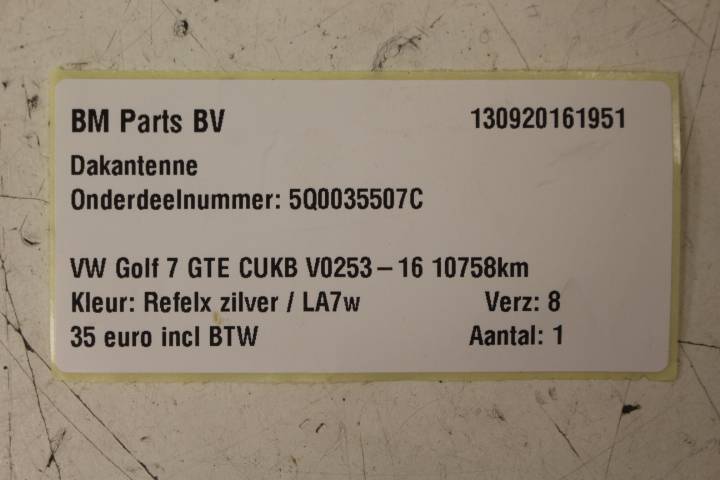 BM Parts BV 130920161951
Dakantenne
Onderdeelnummer: 5Q0035507C
VW Golf 7 GTE CUKB V0253 – 16 10758km
Kleur: Refelx zilver / LA7w Verz: 8
35 euro incl BTW Aantal: 1